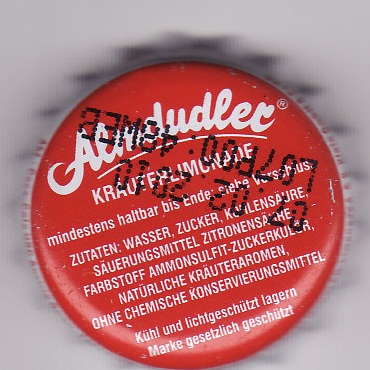 Almdudler®
KRÄUTERLIMONADE
mindestens haltbar bis Ende: siehe Verschluss
ZUTATEN: WASSER, ZUCKER, KOHLENSÄURE,
SÄUERUNGSMITTEL ZITRONENSÄURE,
FARBSTOFF AMMONSULFIT-ZUCKERKULÖR,
NATÜRLICHE KRÄUTERAROMEN,
OHNE CHEMISCHE KONSERVIERUNGSMITTEL
Kühl und lichtgeschützt lagern
Marke gesetzlich geschützt